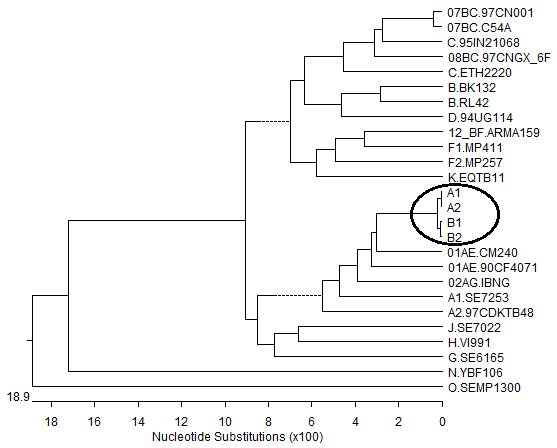 07BC.97CN001
07BC.C54A
C.95IN21068
08BC.97CNGX_6F
C.ETH2220
B.BK132
B.RL42
D.94UG114
12_BF.ARMA159
F1.MP411
F2.MP257
K.EQTB11
A1
A2
B1
B2
01AE.CM240
01AE.90CF4071
02AG.IBNG
A1.SE7253
A2.97CDKTB48
J.SE7022
H.VI991
G.SE6165
N.YBF106
O.SEMP1300
18.9
18 16 14 12 10 8 6 4 2 0
Nucleotide Substitutions (x100)